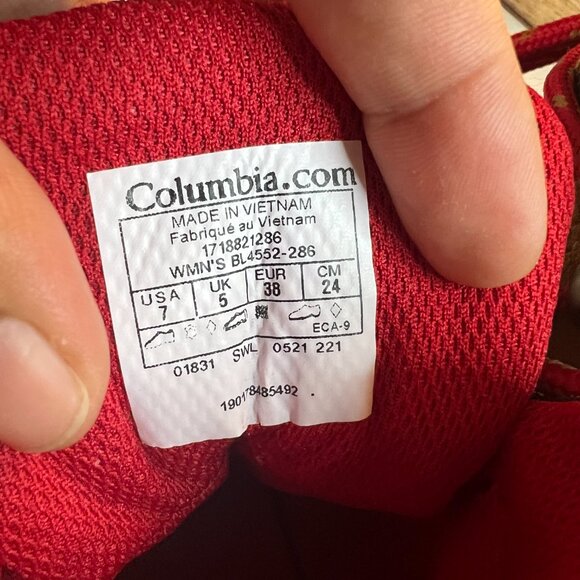 Columbia.com
MADE IN VIETNAM
Fabriqué au Vietnam
1718821286
WMN'S BL4552-286
USA UK EUR CM
7 5 38 24
ECA-9
01831 SWL 0521 221
190178485492 .